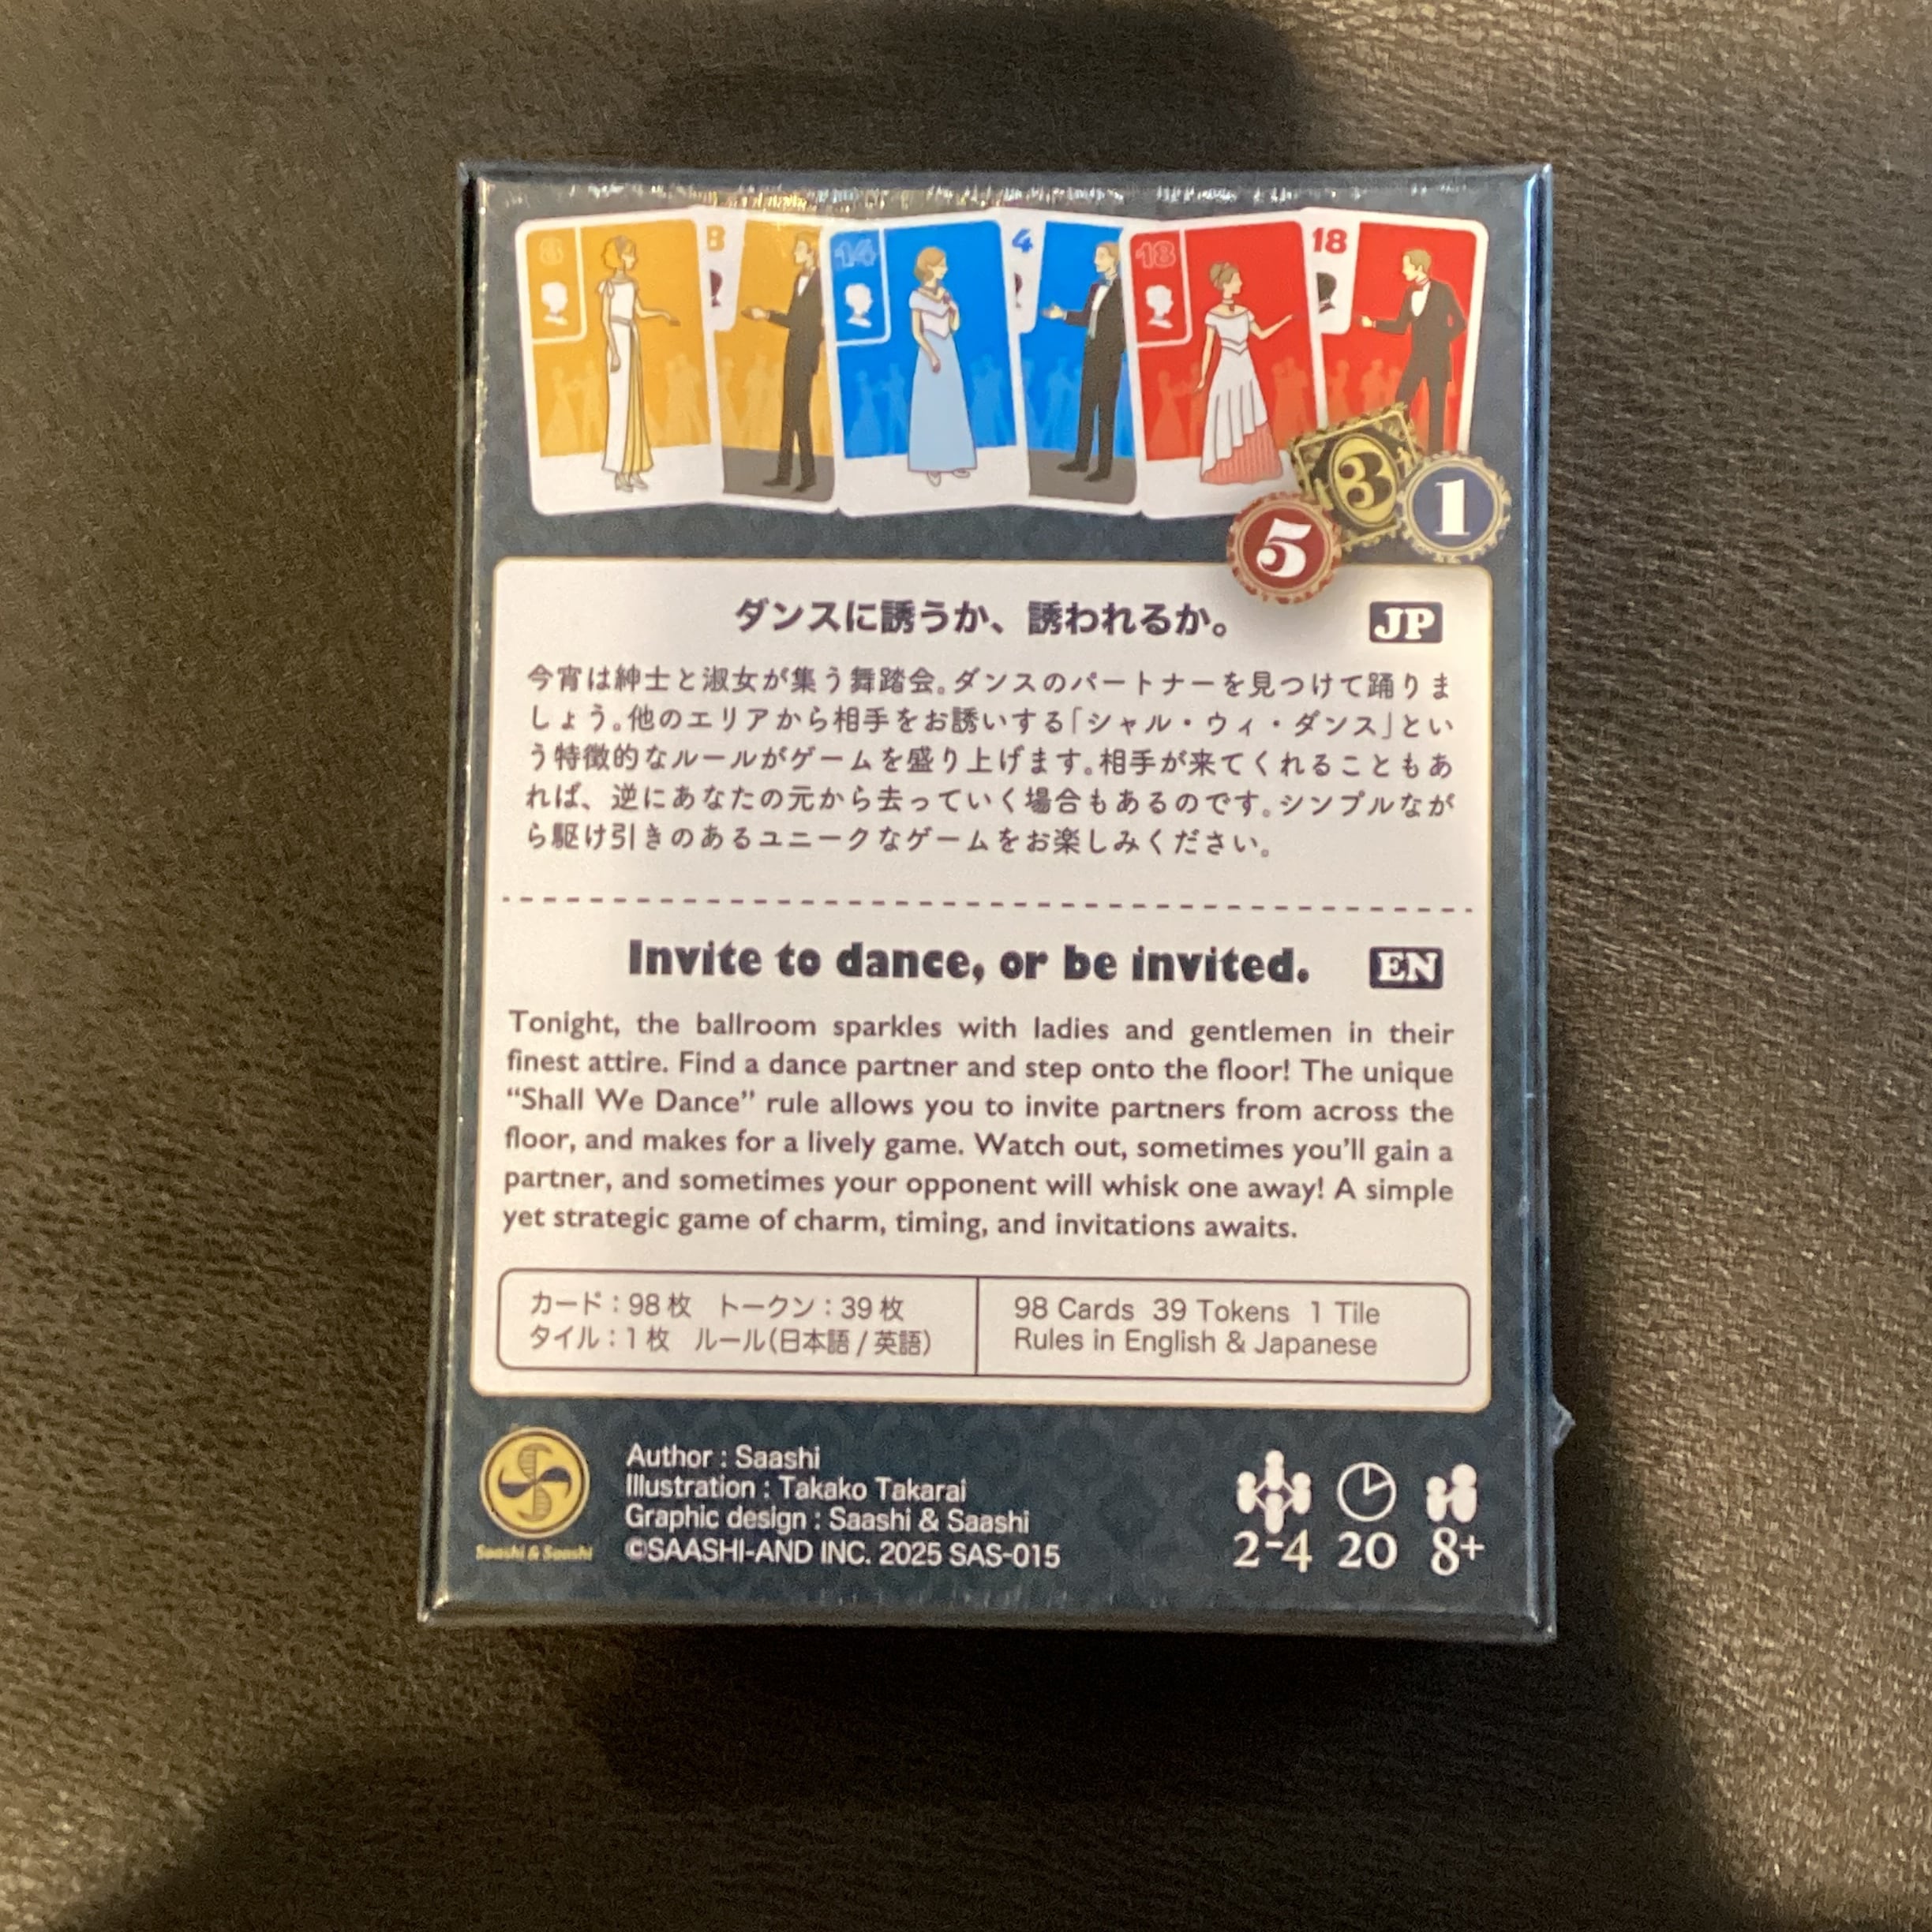 8
8
14
4
18
18
3
1
5
ダンスに誘うか、誘われるか。
JP
今宵は紳士と淑女が集う舞踏会。ダンスのパートナーを見つけて踊りま
しょう。他のエリアから相手をお誘いする「シャル・ウィ・ダンス」とい
う特徴的なルールがゲームを盛り上げます。相手が来てくれることもあ
れば、逆にあなたの元から去っていく場合もあるのです。シンプルなが
ら駆け引きのあるユニークなゲームをお楽しみください。
Invite to dance, or be invited.
EN
Tonight, the ballroom sparkles with ladies and gentlemen in their
finest attire. Find a dance partner and step onto the floor! The unique
“Shall We Dance” rule allows you to invite partners from across the
floor, and makes for a lively game. Watch out, sometimes you’ll gain a
partner, and sometimes your opponent will whisk one away! A simple
yet strategic game of charm, timing, and invitations awaits.
カード：98枚　トークン：39枚
タイル：1枚　ルール（日本語 / 英語）
98 Cards 39 Tokens 1 Tile
Rules in English & Japanese
Saashi & Saashi
Author : Saashi
Illustration : Takako Takarai
Graphic design : Saashi & Saashi
©SAASHI-AND INC. 2025 SAS-015
2-4
20
8+